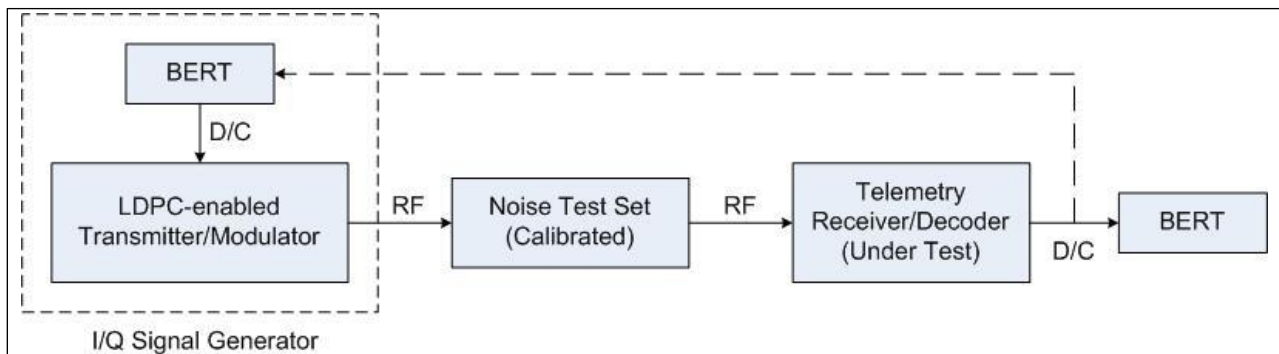 BERT
D/C
LDPC-enabled
Transmitter/Modulator
RF
Noise Test Set
(Calibrated)
RF
Telemetry
Receiver/Decoder
(Under Test)
D/C
BERT
I/Q Signal Generator